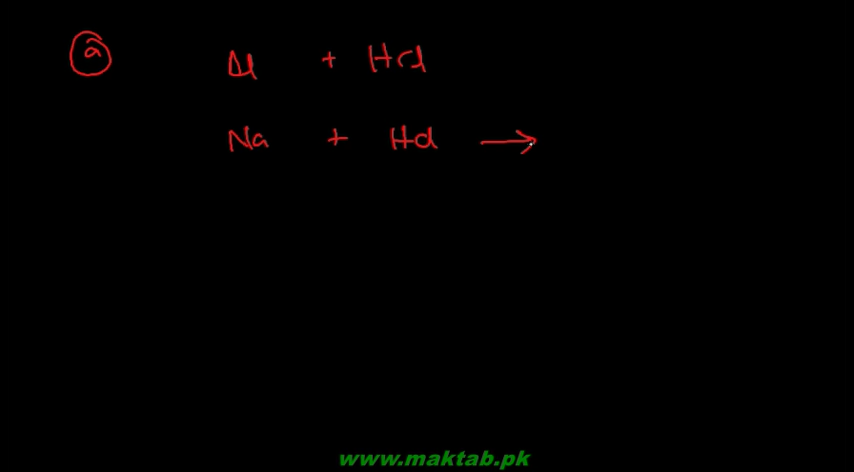 a
Al + HCl
Na + HCl →
www.maktab.pk